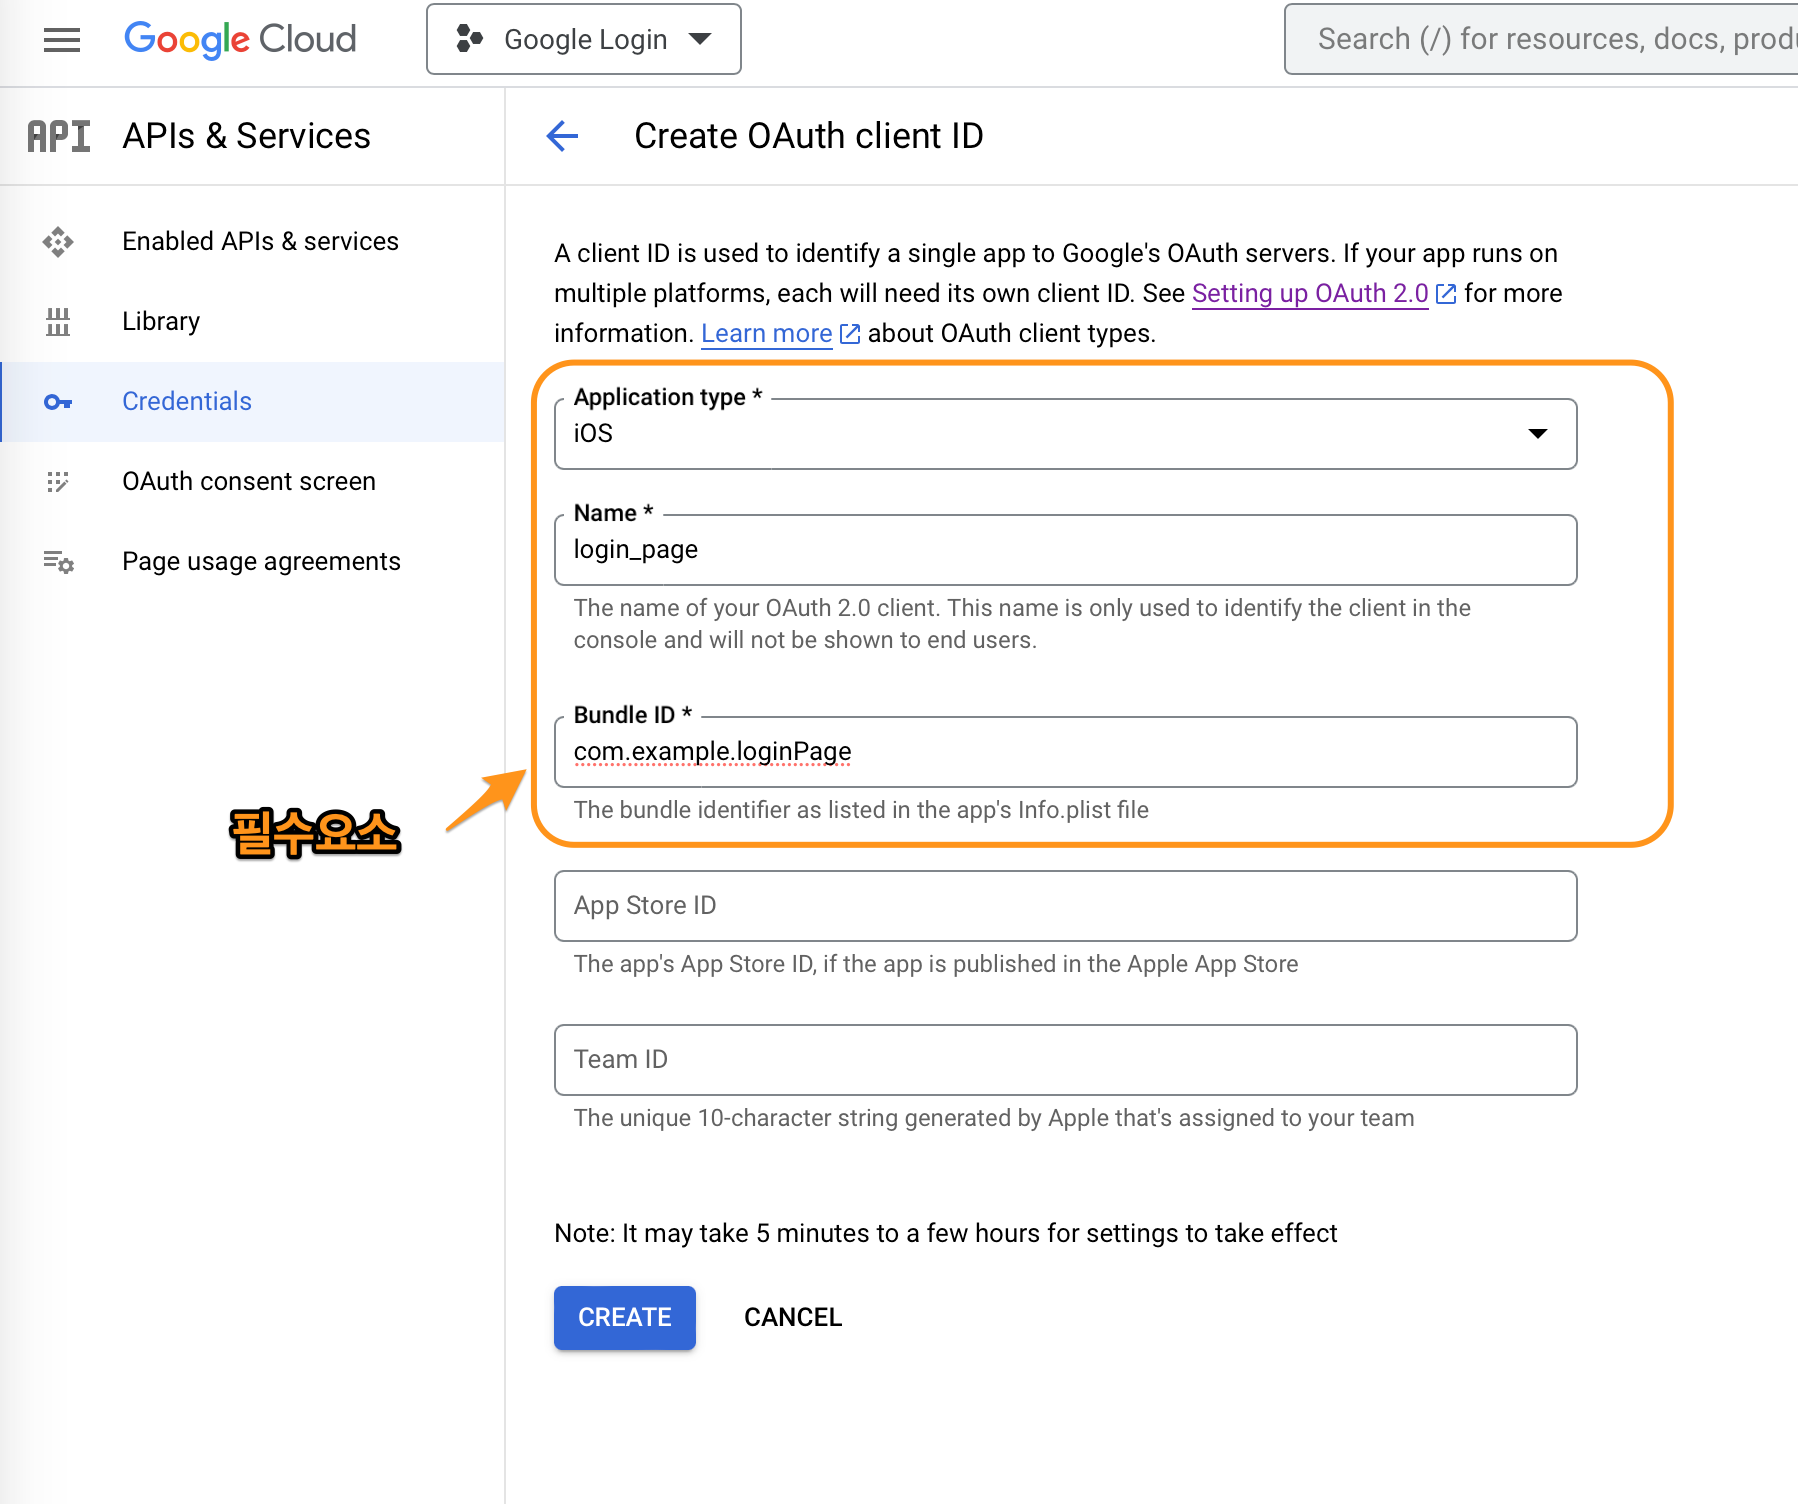 Google Cloud
Google Login
Search (/) for resources, docs, produ
API APIs & Services
Create OAuth client ID
Enabled APIs & services
Library
Credentials
OAuth consent screen
Page usage agreements
A client ID is used to identify a single app to Google's OAuth servers. If your app runs on
multiple platforms, each will need its own client ID. See Setting up OAuth 2.0 for more
information. Learn more about OAuth client types.
Application type *
iOS
Name *
login_page
The name of your OAuth 2.0 client. This name is only used to identify the client in the
console and will not be shown to end users.
Bundle ID *
com.example.loginPage
The bundle identifier as listed in the app's Info.plist file
필수요소
App Store ID
The app's App Store ID, if the app is published in the Apple App Store
Team ID
The unique 10-character string generated by Apple that's assigned to your team
Note: It may take 5 minutes to a few hours for settings to take effect
CREATE
CANCEL